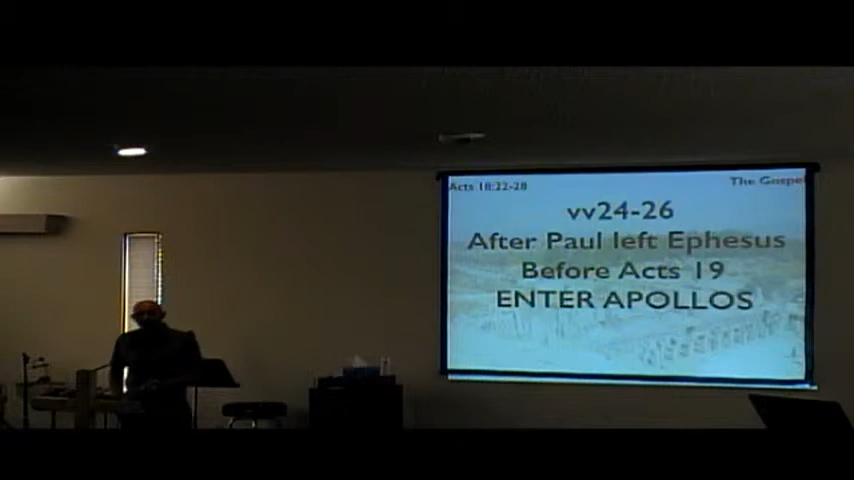 Acts 18:22-28
The Gospel
vv24-26
After Paul left Ephesus
Before Acts 19
ENTER APOLLOS